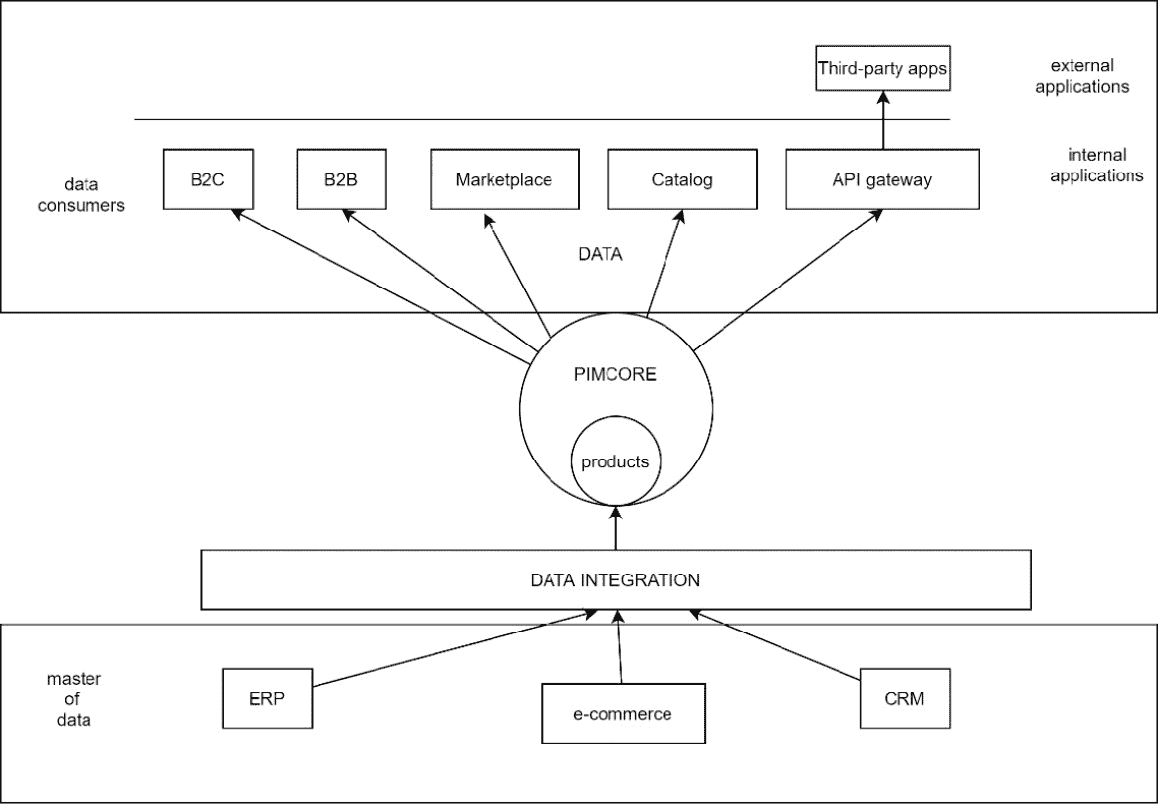 Third-party apps
external
applications
B2C
B2B
Marketplace
Catalog
API gateway
internal
applications
data
consumers
DATA
PIMCORE
products
DATA INTEGRATION
master
of
data
ERP
e-commerce
CRM